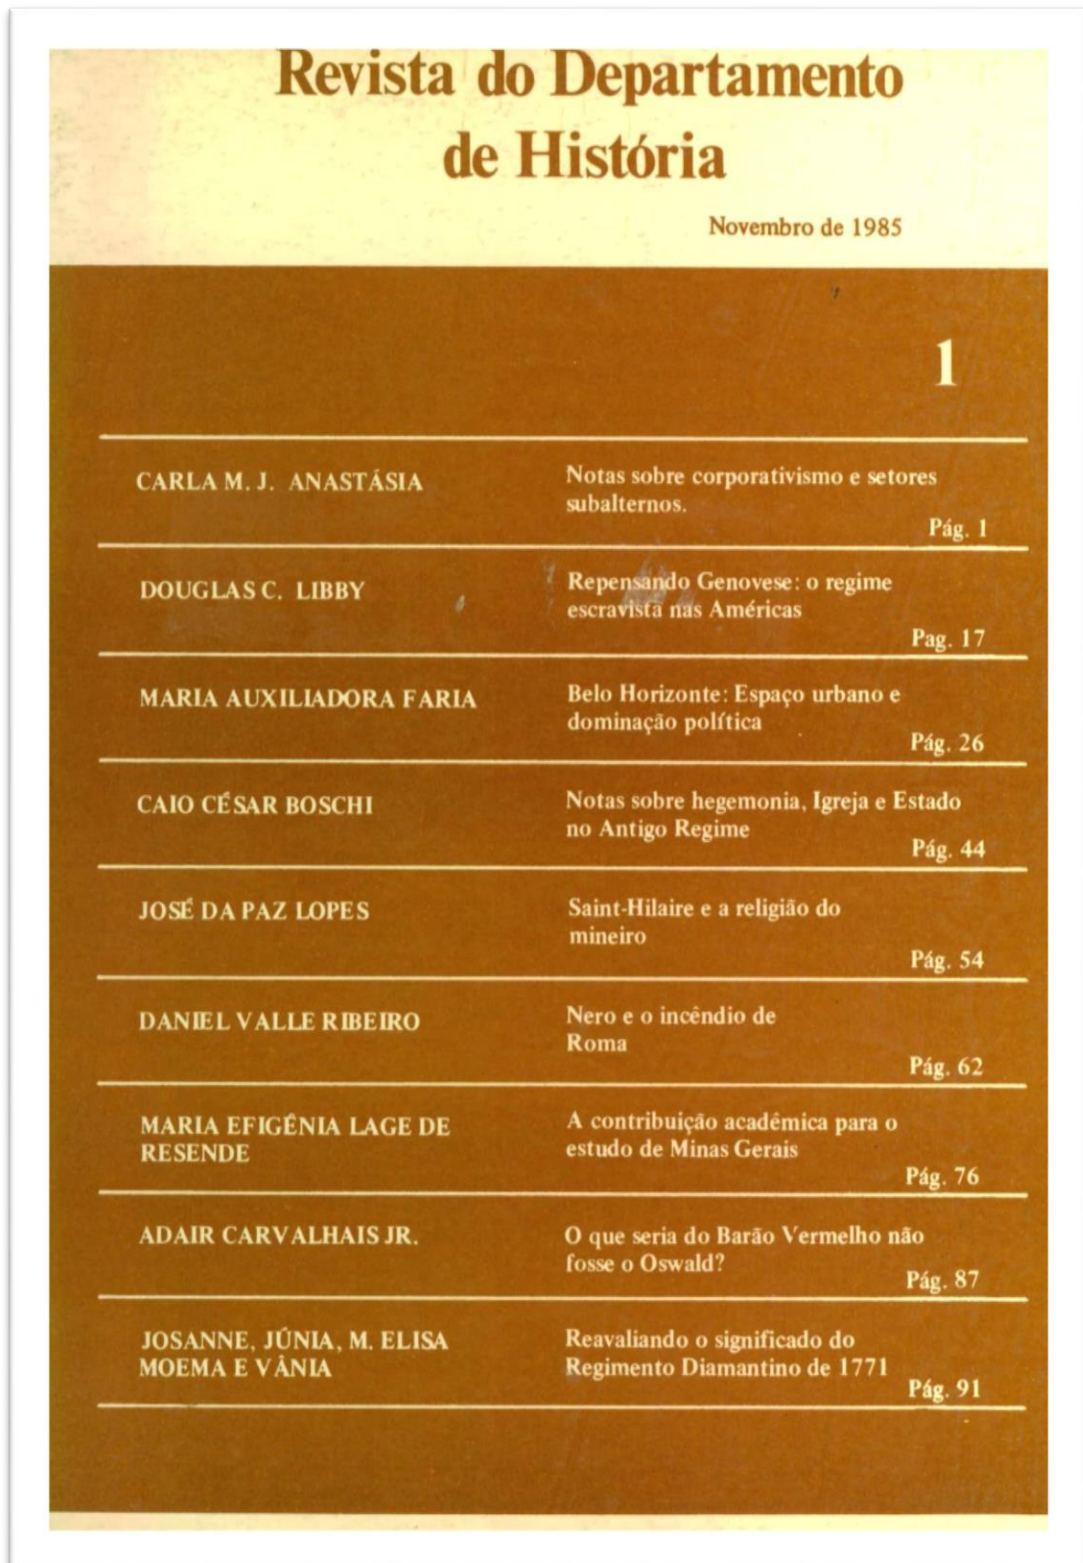 Revista do Departamento
de História
Novembro de 1985
1
CARLA M. J. ANASTÁSIA
Notas sobre corporativismo e setores
subalternos.
Pág. 1
DOUGLAS C. LIBBY
Repensando Genovese: o regime
escravista nas Américas
Pag. 17
MARIA AUXILIADORA FARIA
Belo Horizonte: Espaço urbano e
dominação política
Pág. 26
CAIO CÉSAR BOSCHI
Notas sobre hegemonia, Igreja e Estado
no Antigo Regime
Pág. 44
JOSÉ DA PAZ LOPES
Saint-Hilaire e a religião do
mineiro
Pág. 54
DANIEL VALLE RIBEIRO
Nero e o incêndio de
Roma
Pág. 62
MARIA EFIGÊNIA LAGE DE
RESENDE
A contribuição acadêmica para o
estudo de Minas Gerais
Pág. 76
ADAIR CARVALHAIS JR.
O que seria do Barão Vermelho não
fosse o Oswald?
Pág. 87
JOSANNE, JÚNIA, M. ELISA
MOEMA E VÂNIA
Reavaliando o significado do
Regimento Diamantino de 1771
Pág. 91